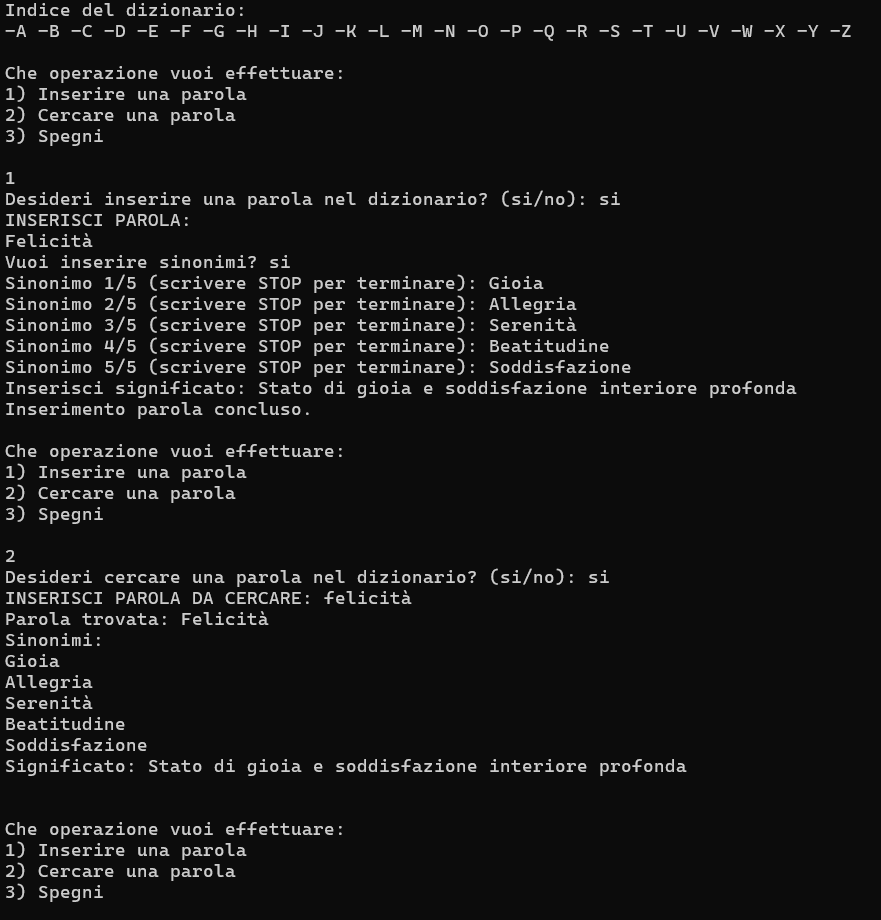 Indice del dizionario:
-A -B -C -D -E -F -G -H -I -J -K -L -M -N -O -P -Q -R -S -T -U -V -W -X -Y -Z
Che operazione vuoi effettuare:
1) Inserire una parola
2) Cercare una parola
3) Spegni
1
Desideri inserire una parola nel dizionario? (si/no): si
INSERISCI PAROLA:
Felicità
Vuoi inserire sinonimi? si
Sinonimo 1/5 (scrivere STOP per terminare): Gioia
Sinonimo 2/5 (scrivere STOP per terminare): Allegria
Sinonimo 3/5 (scrivere STOP per terminare): Serenità
Sinonimo 4/5 (scrivere STOP per terminare): Beatitudine
Sinonimo 5/5 (scrivere STOP per terminare): Soddisfazione
Inserisci significato: Stato di gioia e soddisfazione interiore profonda
Inserimento parola concluso.
Che operazione vuoi effettuare:
1) Inserire una parola
2) Cercare una parola
3) Spegni
2
Desideri cercare una parola nel dizionario? (si/no): si
INSERISCI PAROLA DA CERCARE: felicità
Parola trovata: Felicità
Sinonimi:
Gioia
Allegria
Serenità
Beatitudine
Soddisfazione
Significato: Stato di gioia e soddisfazione interiore profonda
Che operazione vuoi effettuare:
1) Inserire una parola
2) Cercare una parola
3) Spegni